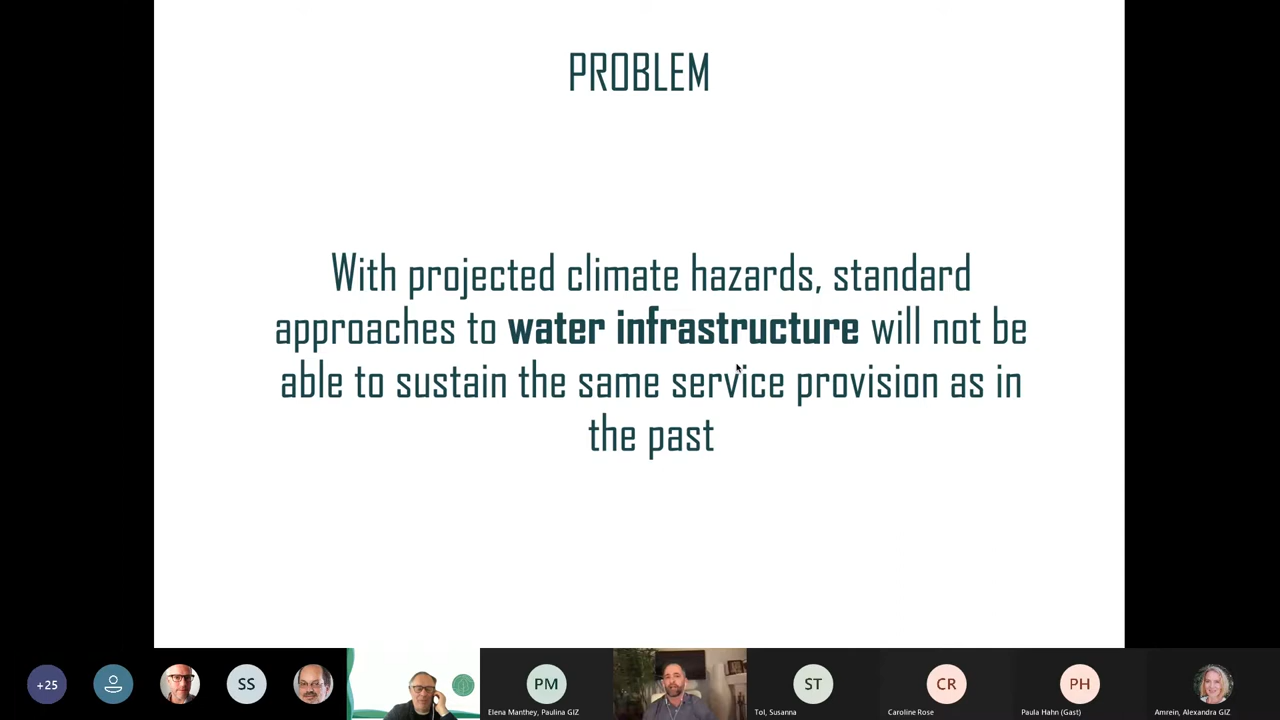 PROBLEM
With projected climate hazards, standard
approaches to water infrastructure will not be
able to sustain the same service provision as in
the past
+25
SS
PM
ST
CR
PH
Elena Manthey, Paulina GIZ
Tol, Susanna
Caroline Rose
Paula Hahn (Gast)
Amrein, Alexandra GIZ